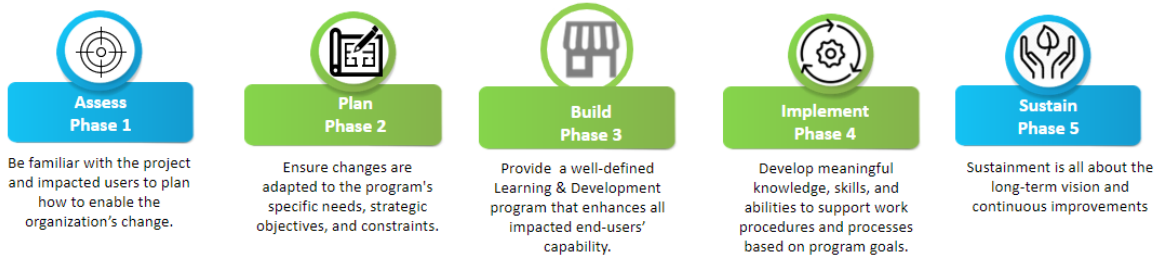 Assess
Phase 1
Be familiar with the project
and impacted users to plan
how to enable the
organization’s change.
Plan
Phase 2
Ensure changes are
adapted to the program's
specific needs, strategic
objectives, and constraints.
Build
Phase 3
Provide a well-defined
Learning & Development
program that enhances all
impacted end-users’
capability.
Implement
Phase 4
Develop meaningful
knowledge, skills, and
abilities to support work
procedures and processes
based on program goals.
Sustain
Phase 5
Sustainment is all about the
long-term vision and
continuous improvements